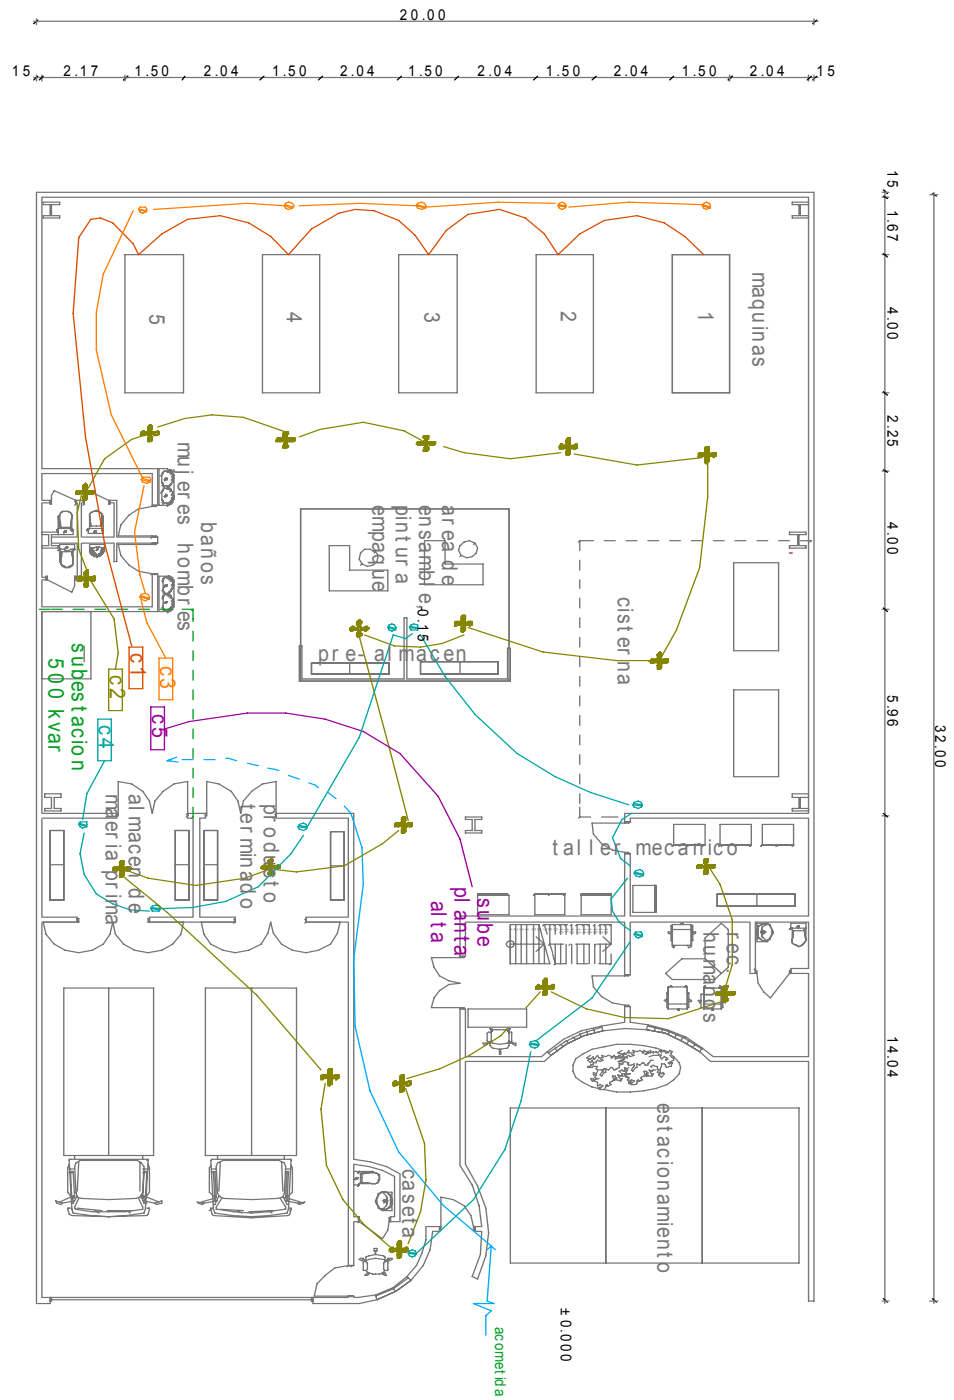 20.00
15 2.17 1.50 2.04 1.50 2.04 1.50 2.04 1.50 2.04 1.50 2.04 15
15
1.67
4.00
2.25
4.00
5.96
14.04
32.00
maquinas
5
4
3
2
1
mujeres hombres
baños
area de
ensamble,
pintura
empaque
-0.15
pre-almacen
cisterna
subestacion
500 kvar
c2
c1
c3
c4
c5
almacen de
maeria prima
producto
terminado
taller mecanico
sube
planta
alta
rec.
humanos
estacionamiento
caseta
±0.000
acometida